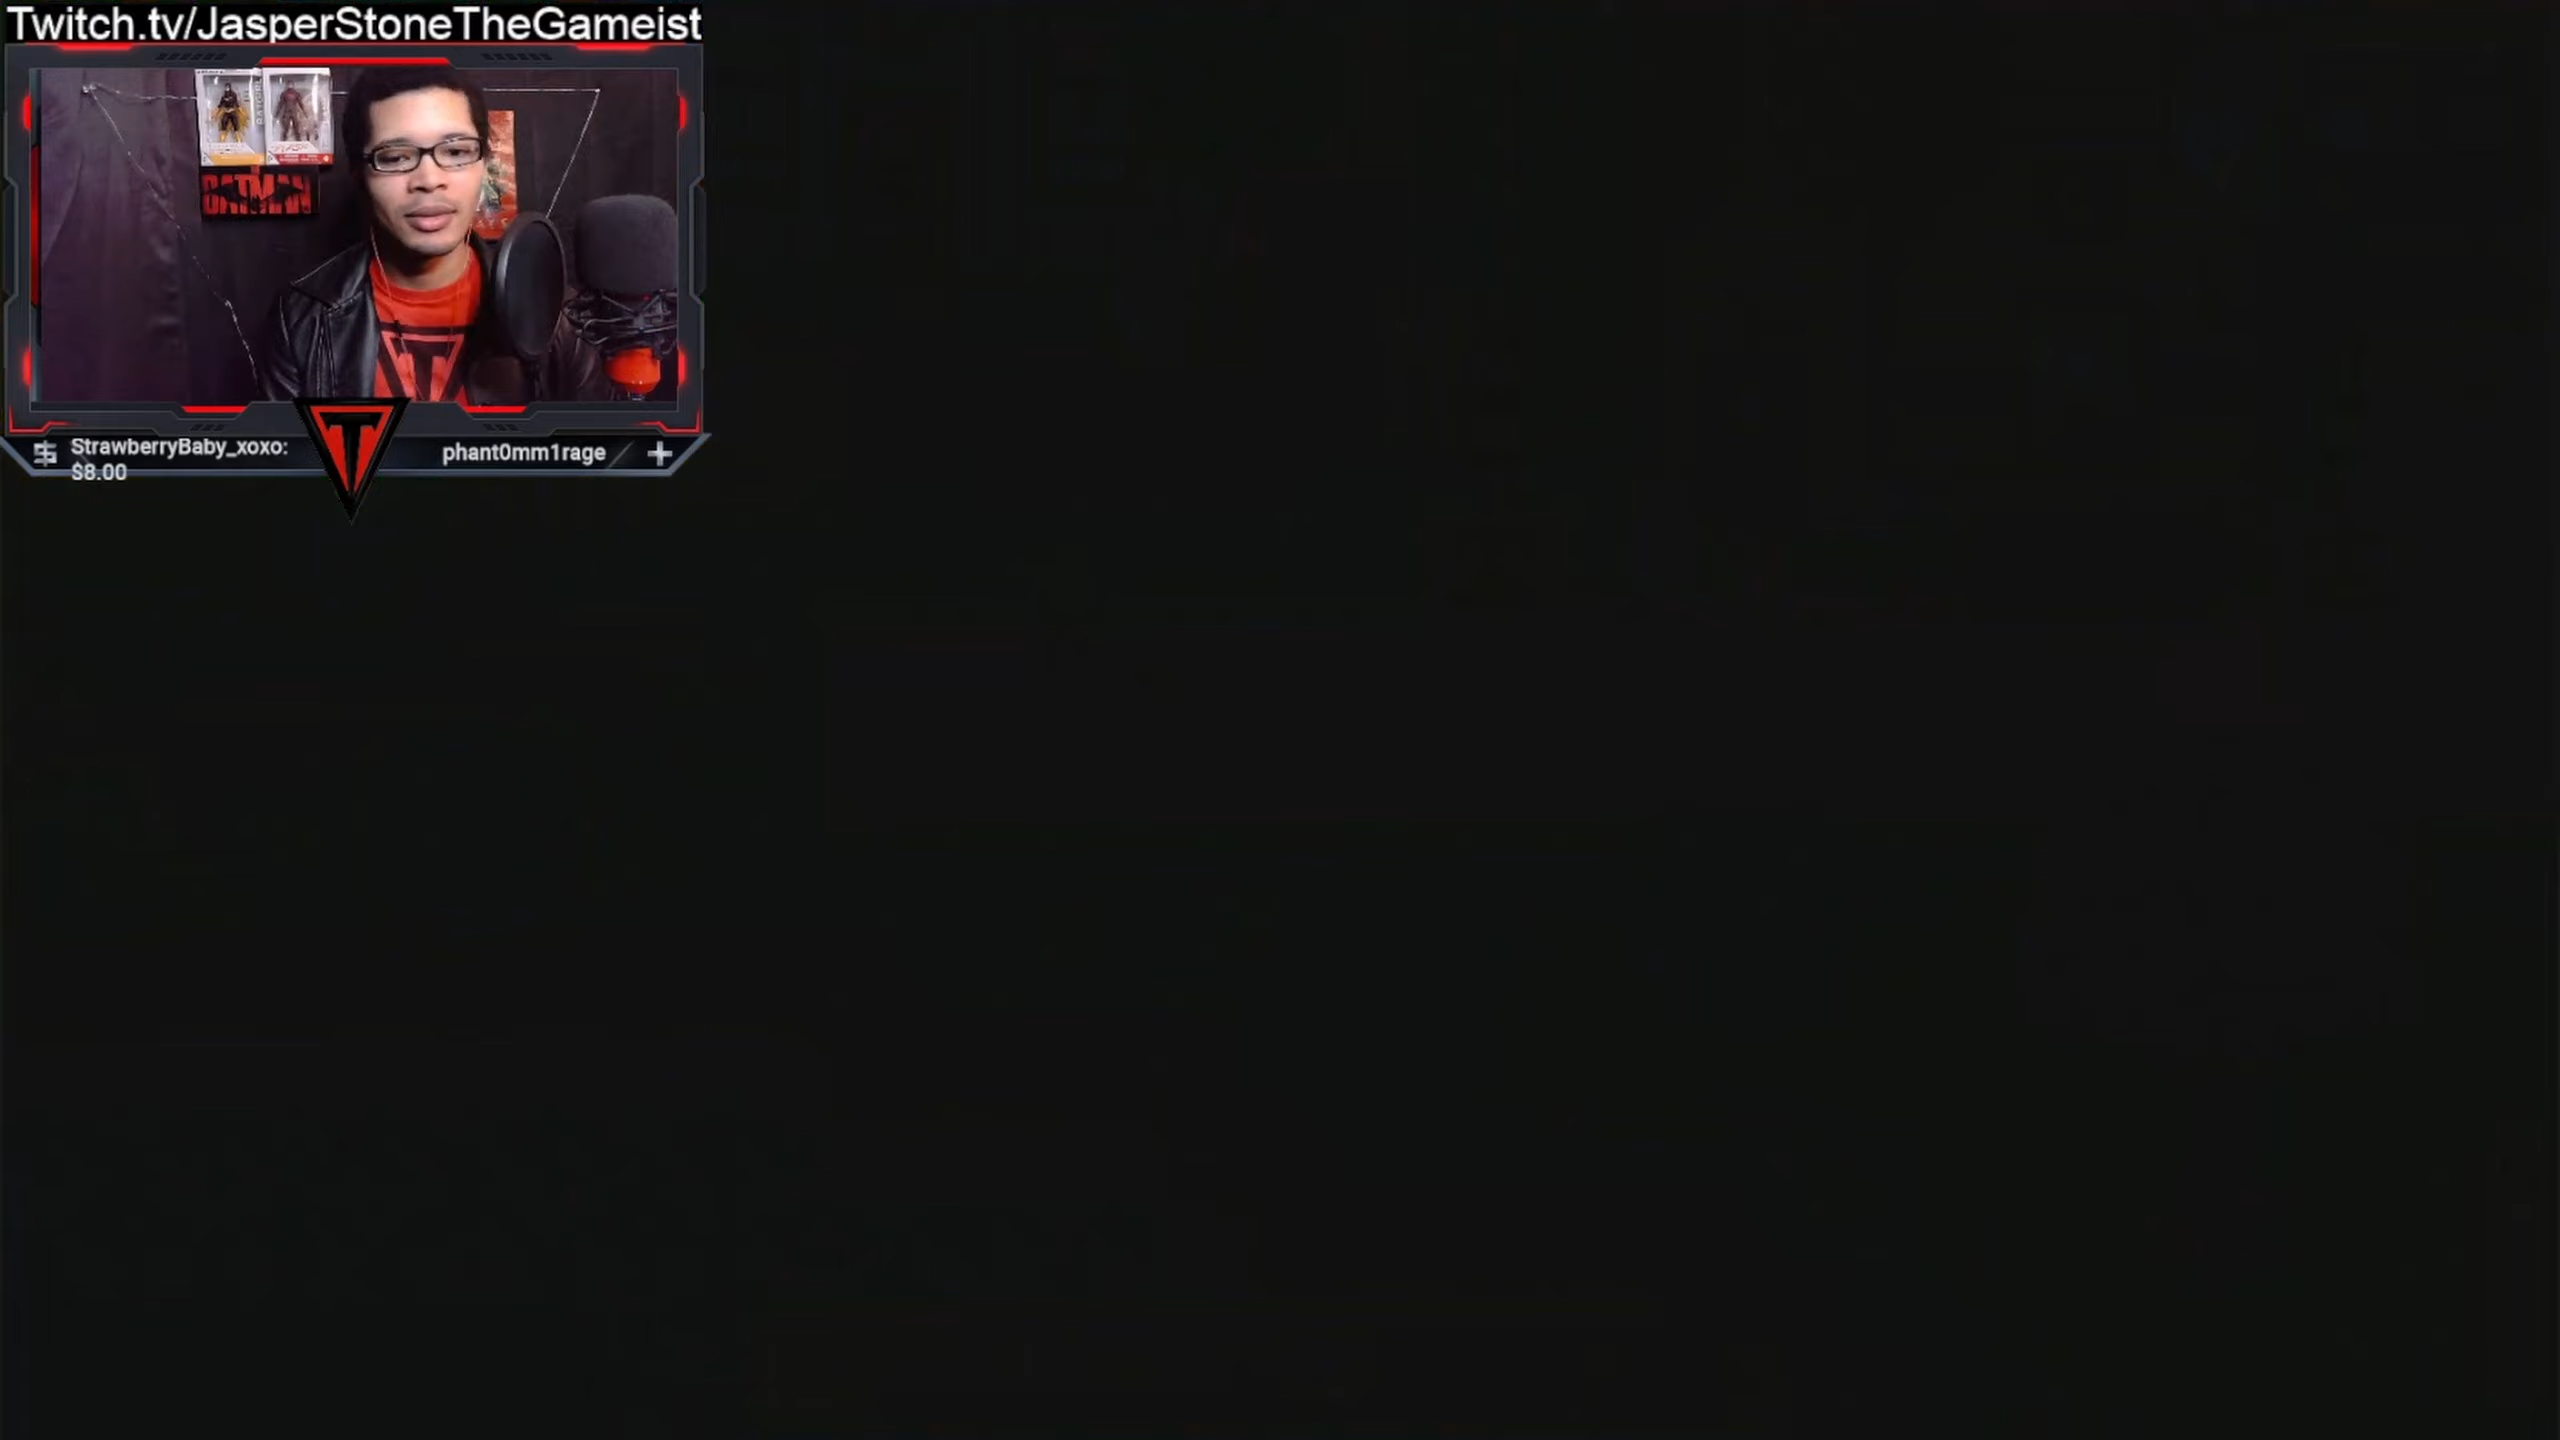 Twitch.tv/JasperStoneTheGameist
BATMAN
T
StrawberryBaby_xoxo:
$8.00
T
phant0mm1rage